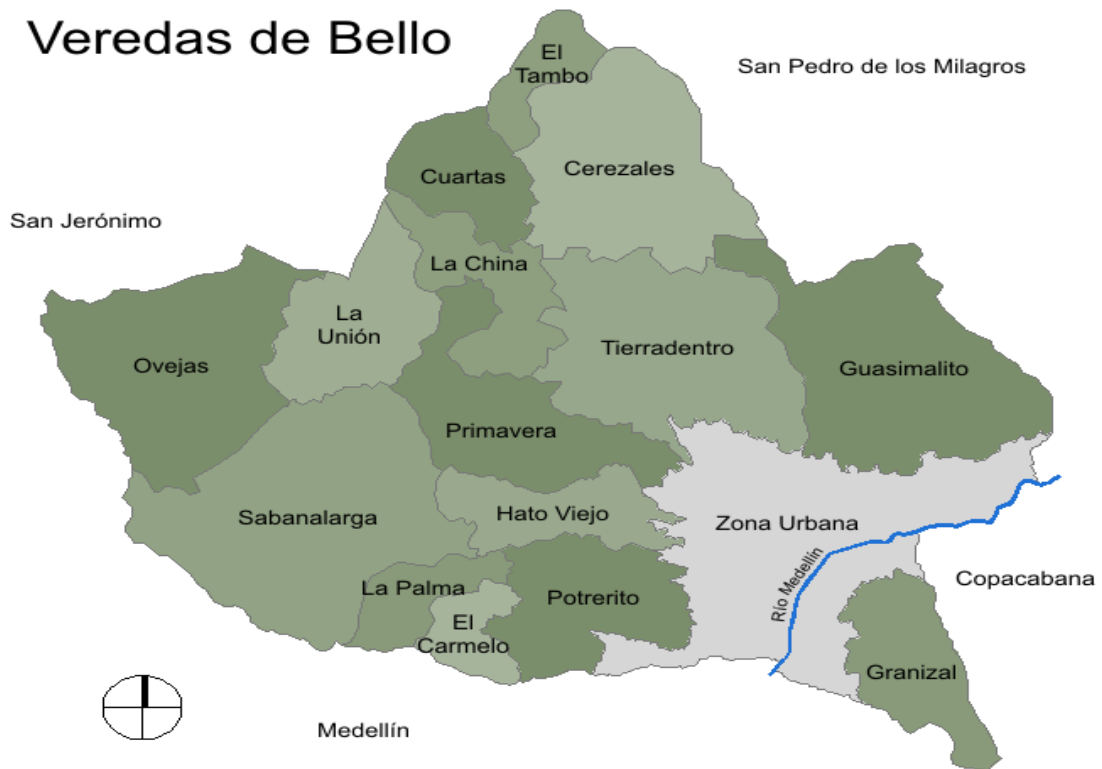 Veredas de Bello
El
Tambo
San Pedro de los Milagros
Cerezales
Cuartas
San Jerónimo
La China
La
Unión
Ovejas
Tierradentro
Guasimalito
Primavera
Sabanalarga
Hato Viejo
Zona Urbana
Río Medellín
La Palma
Potrerito
Copacabana
El
Carmelo
Granizal
Medellín